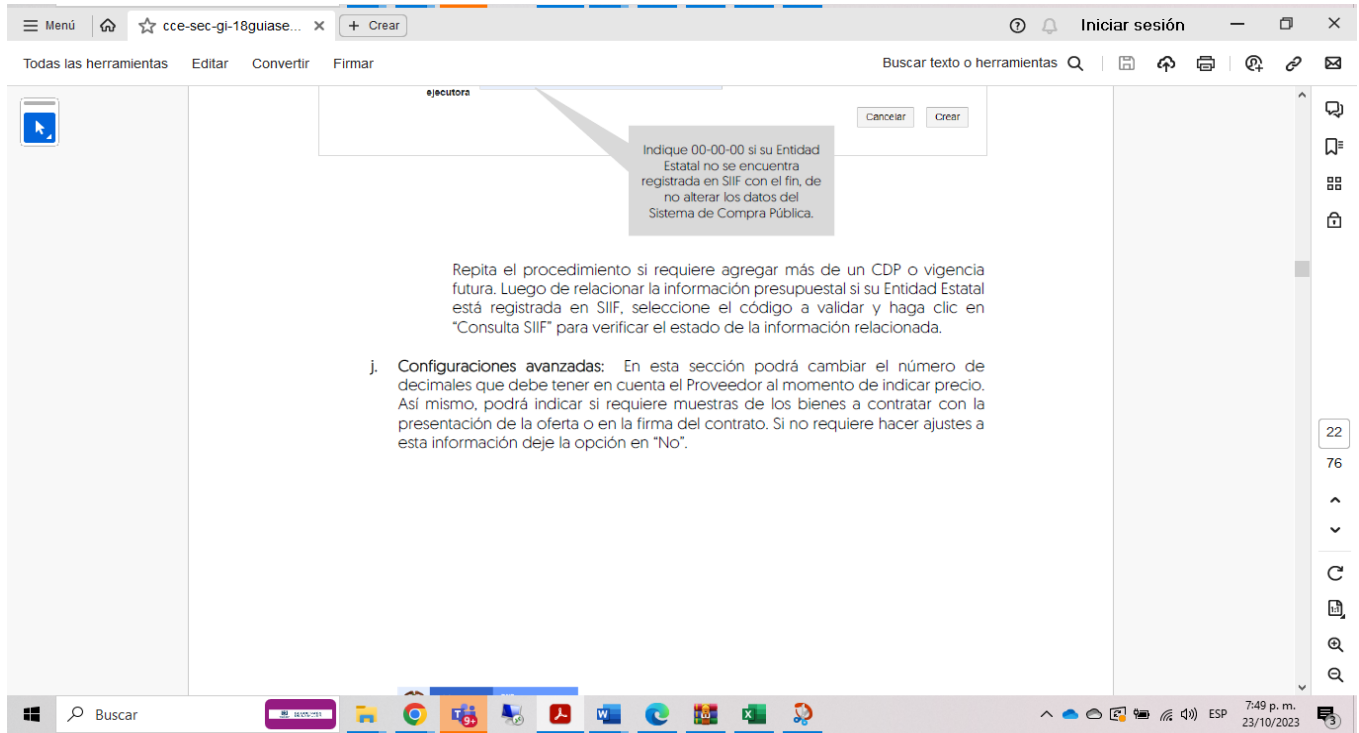 Menú
cce-sec-gi-18guiase...
+ Crear
Iniciar sesión
Todas las herramientas
Editar
Convertir
Firmar
Buscar texto o herramientas
ejecutora
Cancelar
Crear
Indique 00-00-00 si su Entidad
Estatal no se encuentra
registrada en SIIF con el fin, de
no alterar los datos del
Sistema de Compra Pública.
Repita el procedimiento si requiere agregar más de un CDP o vigencia
futura. Luego de relacionar la información presupuestal si su Entidad Estatal
está registrada en SIIF, seleccione el código a validar y haga clic en
“Consulta SIIF” para verificar el estado de la información relacionada.
j. Configuraciones avanzadas: En esta sección podrá cambiar el número de
decimales que debe tener en cuenta el Proveedor al momento de indicar precio.
Así mismo, podrá indicar si requiere muestras de los bienes a contratar con la
presentación de la oferta o en la firma del contrato. Si no requiere hacer ajustes a
esta información deje la opción en “No”.
22
76
1:1
Buscar
9+
ESP
7:49 p. m.
23/10/2023
3